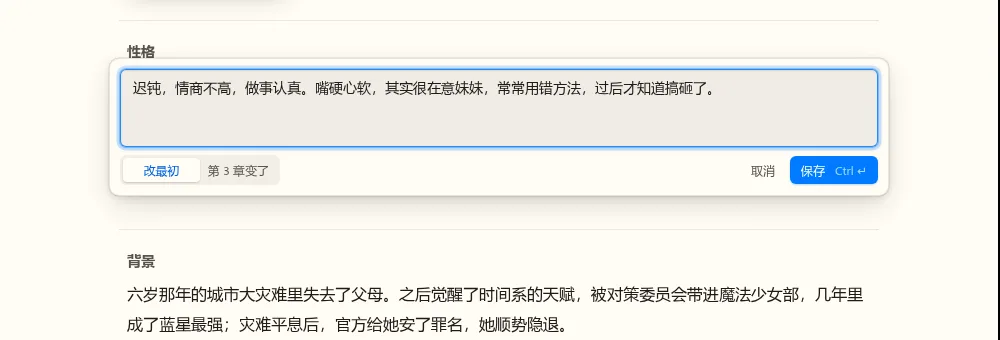 性格
迟钝，情商不高，做事认真。嘴硬心软，其实很在意妹妹，常常用错方法，过后才知道搞砸了。
改最初 第 3 章变了 取消 保存 Ctrl ↵
背景
六岁那年的城市大灾难里失去了父母。之后觉醒了时间系的天赋，被对策委员会带进魔法少女部，几年里
成了蓝星最强；灾难平息后，官方给她安了罪名，她顺势隐退。